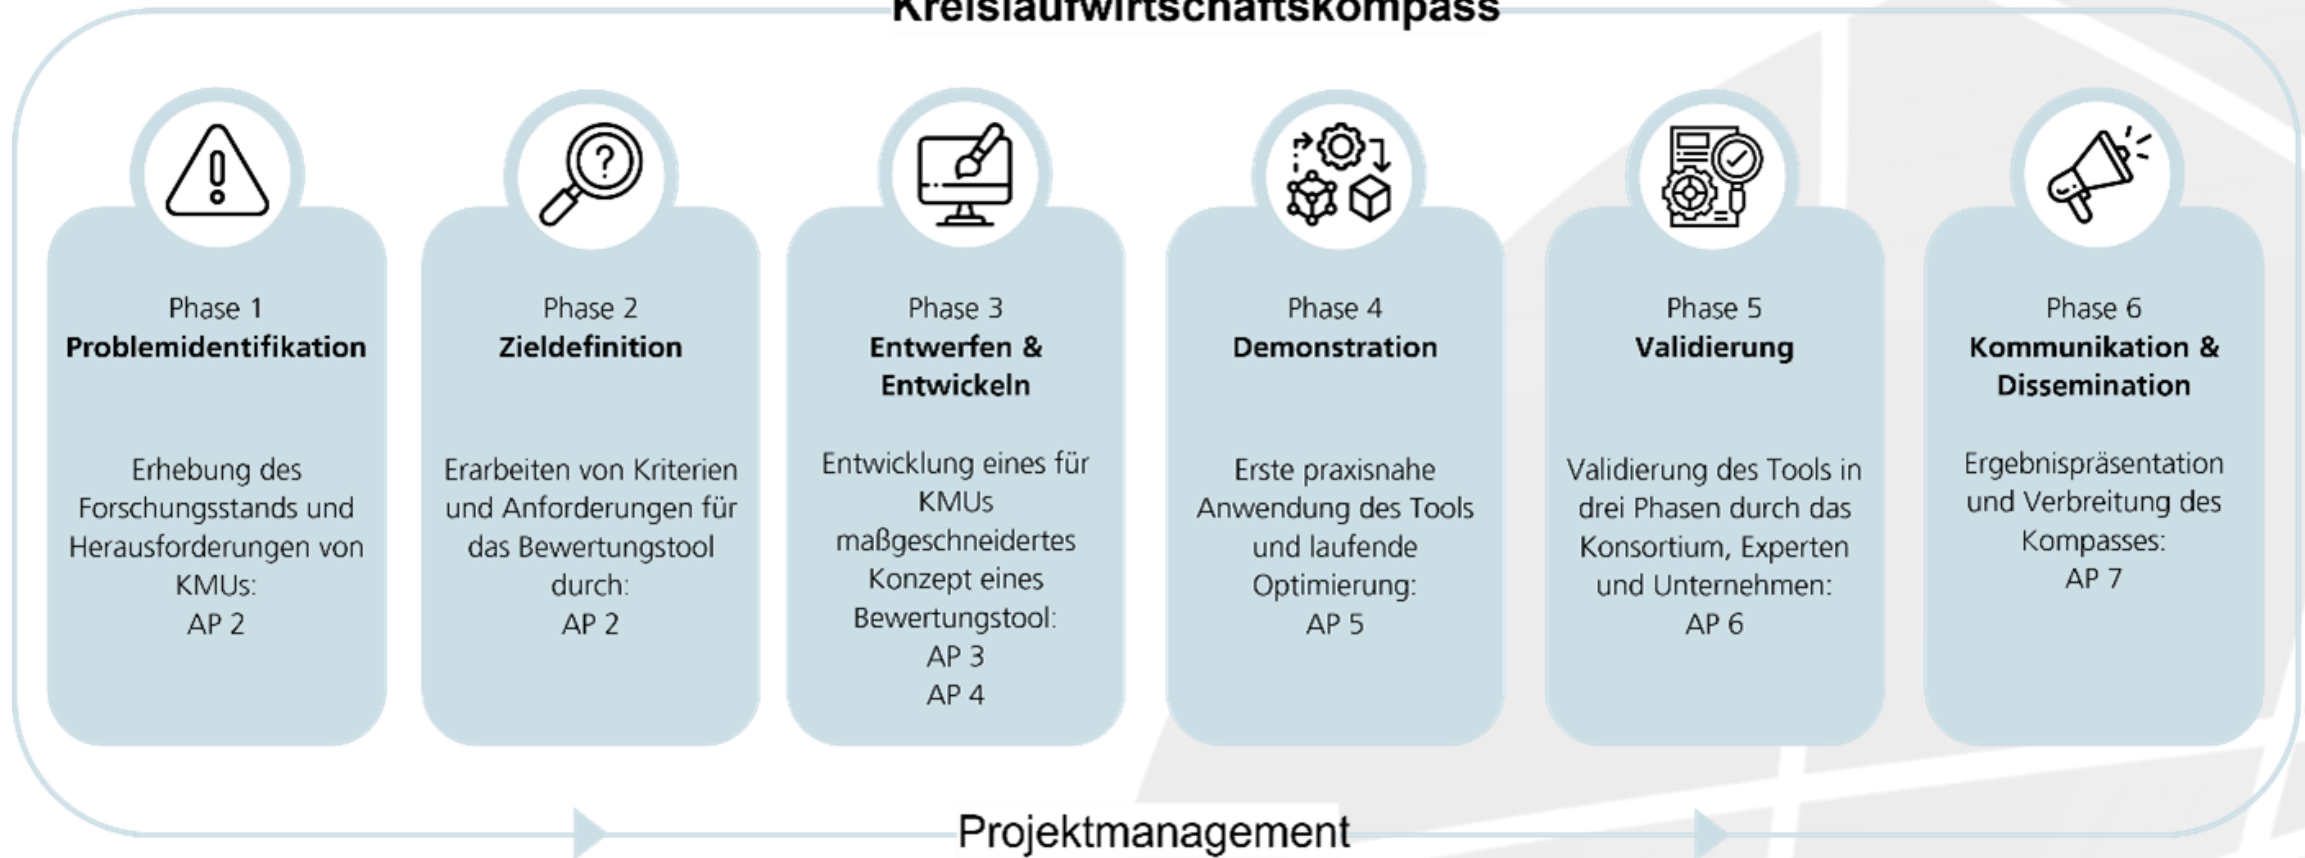 Kreislaufwirtschaftskompass
Phase 1
Problemidentifikation
Erhebung des
Forschungsstands und
Herausforderungen von
KMUs:
AP 2
Phase 2
Zieldefinition
Erarbeiten von Kriterien
und Anforderungen für
das Bewertungstool
durch:
AP 2
Phase 3
Entwerfen &
Entwickeln
Entwicklung eines für
KMUs
maßgeschneidertes
Konzept eines
Bewertungstool:
AP 3
AP 4
Phase 4
Demonstration
Erste praxisnahe
Anwendung des Tools
und laufende
Optimierung:
AP 5
Phase 5
Validierung
Validierung des Tools in
drei Phasen durch das
Konsortium, Experten
und Unternehmen:
AP 6
Phase 6
Kommunikation &
Dissemination
Ergebnispräsentation
und Verbreitung des
Kompasses:
AP 7
Projektmanagement